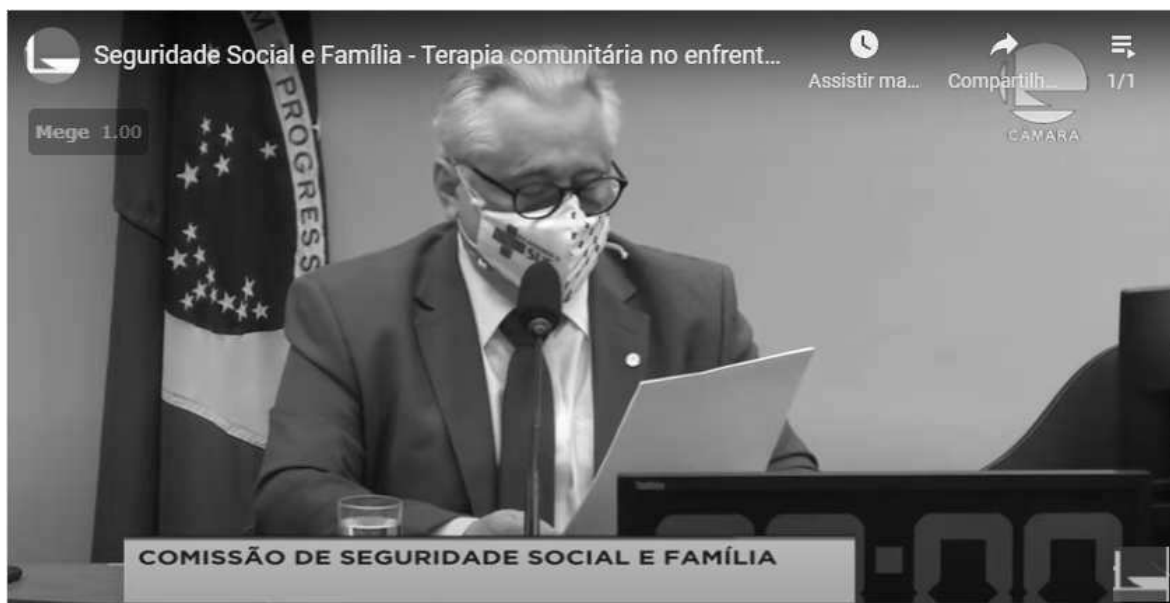 Seguridade Social e Família - Terapia comunitária no enfrent...
Assistir ma...
Compartilh...
1/1
CAMARA
Mege 1.00
M PROGRESS
COMISSÃO DE SEGURIDADE SOCIAL E FAMÍLIA